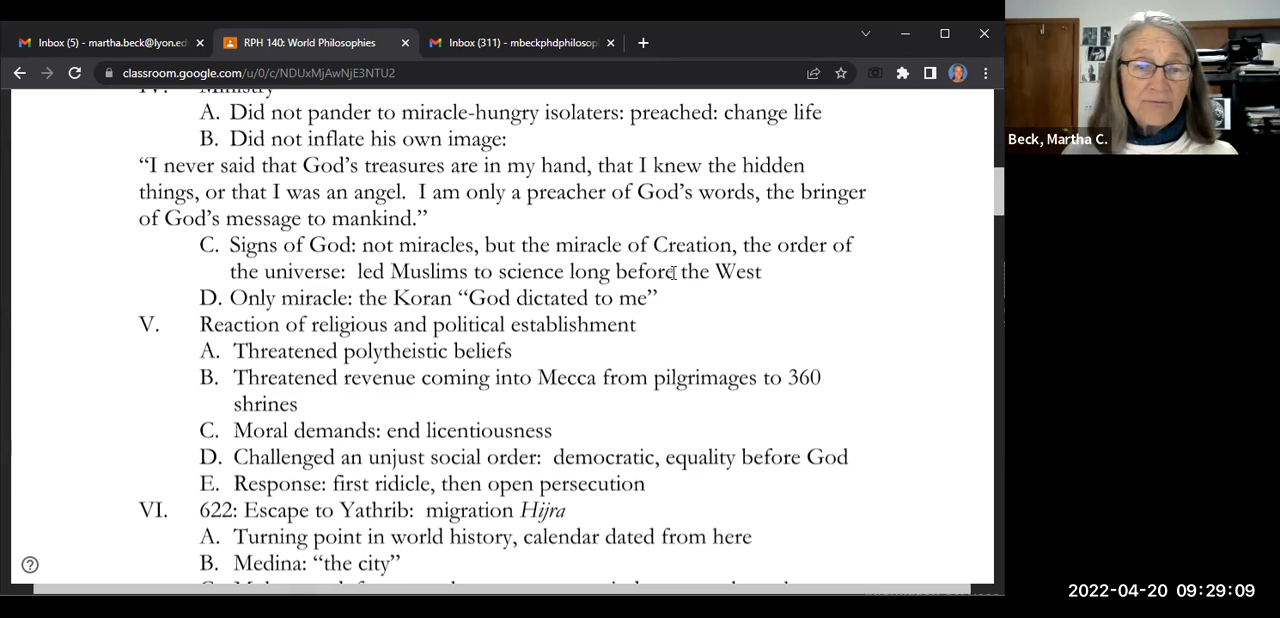 Inbox (5) - martha.beck@lyon.ed
RPH 140: World Philosophies
Inbox (311) - mbeckphdphilosop
classroom.google.com/u/0/c/NDUxMjAwNjE3NTU2
IV. Ministry
A. Did not pander to miracle-hungry isolaters: preached: change life
B. Did not inflate his own image:
“I never said that God’s treasures are in my hand, that I knew the hidden
things, or that I was an angel. I am only a preacher of God’s words, the bringer
of God’s message to mankind.”
C. Signs of God: not miracles, but the miracle of Creation, the order of
the universe: led Muslims to science long before the West
D. Only miracle: the Koran “God dictated to me”
V. Reaction of religious and political establishment
A. Threatened polytheistic beliefs
B. Threatened revenue coming into Mecca from pilgrimages to 360
shrines
C. Moral demands: end licentiousness
D. Challenged an unjust social order: democratic, equality before God
E. Response: first ridicle, then open persecution
VI. 622: Escape to Yathrib: migration Hijra
A. Turning point in world history, calendar dated from here
B. Medina: “the city”
Beck, Martha C.
2022-04-20 09:29:09